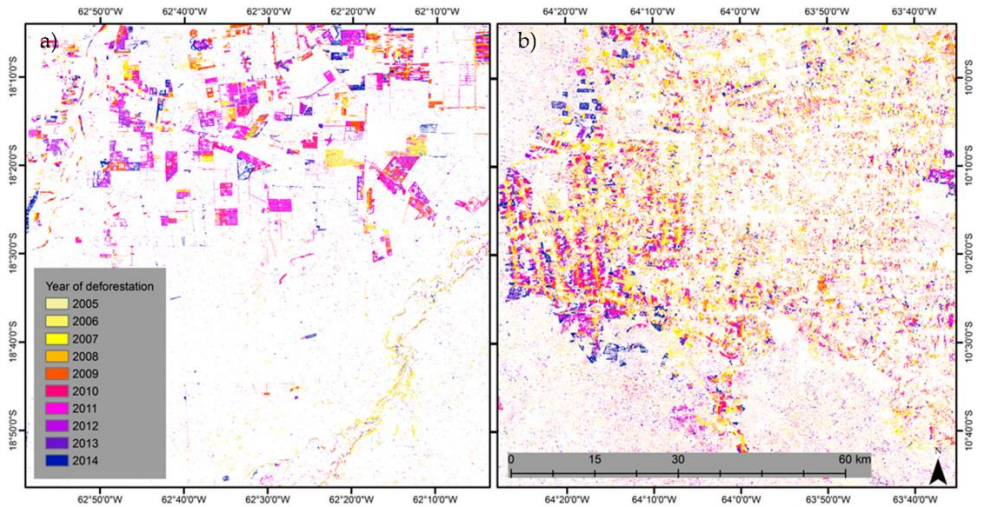 62°50'0"W 62°40'0"W 62°30'0"W 62°20'0"W 62°10'0"W
64°20'0"W 64°10'0"W 64°0'0"W 63°50'0"W 63°40'0"W
a)
b)
18°10'0"S
18°20'0"S
18°30'0"S
18°40'0"S
18°50'0"S
10°0'0"S
10°10'0"S
10°20'0"S
10°30'0"S
10°40'0"S
Year of deforestation
2005
2006
2007
2008
2009
2010
2011
2012
2013
2014
0 15 30 60 km
N
62°50'0"W 62°40'0"W 62°30'0"W 62°20'0"W 62°10'0"W
64°20'0"W 64°10'0"W 64°0'0"W 63°50'0"W 63°40'0"W